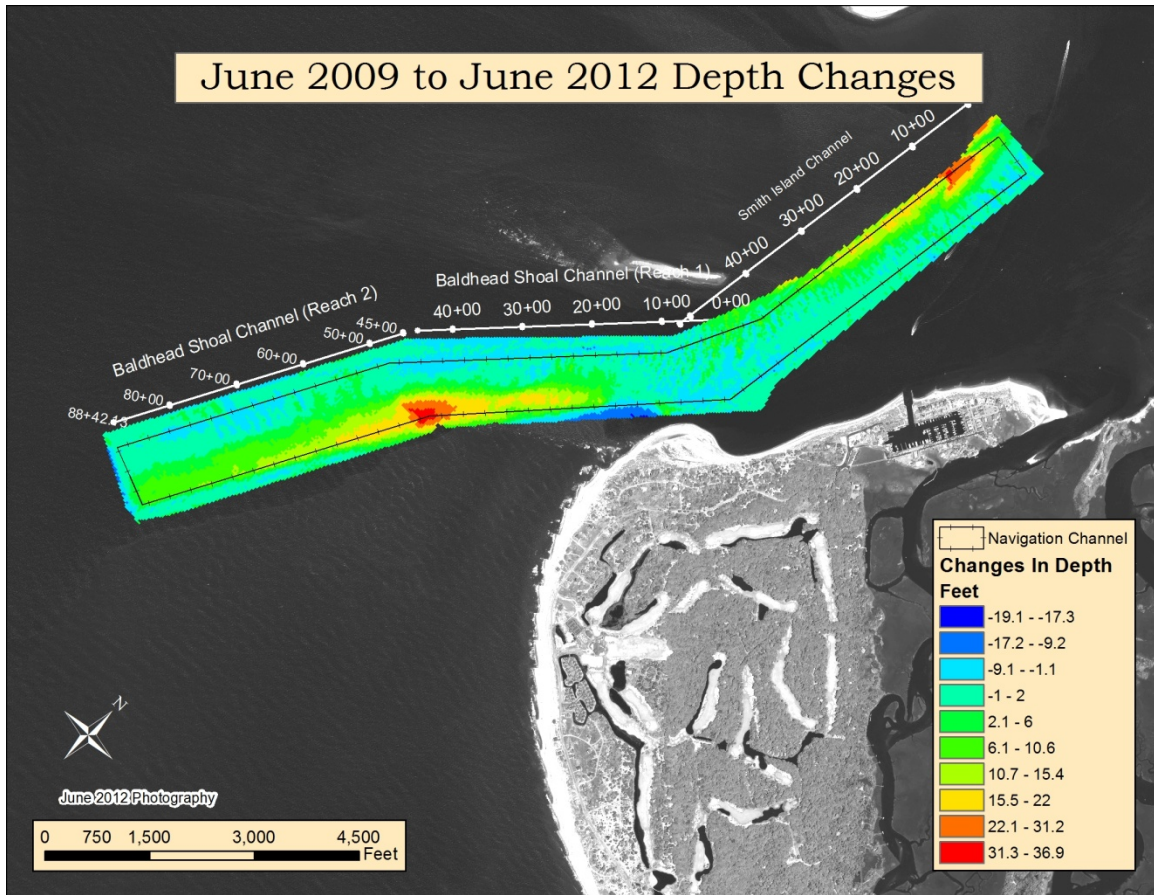 June 2009 to June 2012 Depth Changes
Smith Island Channel
10+00
20+00
30+00
40+00
Baldhead Shoal Channel (Reach 1)
0+00
10+00
20+00
30+00
40+00
Baldhead Shoal Channel (Reach 2)
45+00
50+00
60+00
70+00
80+00
88+42.13
N
June 2012 Photography
0 750 1,500 3,000 4,500
Feet
Navigation Channel
Changes In Depth
Feet
-19.1 - -17.3
-17.2 - -9.2
-9.1 - -1.1
-1 - 2
2.1 - 6
6.1 - 10.6
10.7 - 15.4
15.5 - 22
22.1 - 31.2
31.3 - 36.9